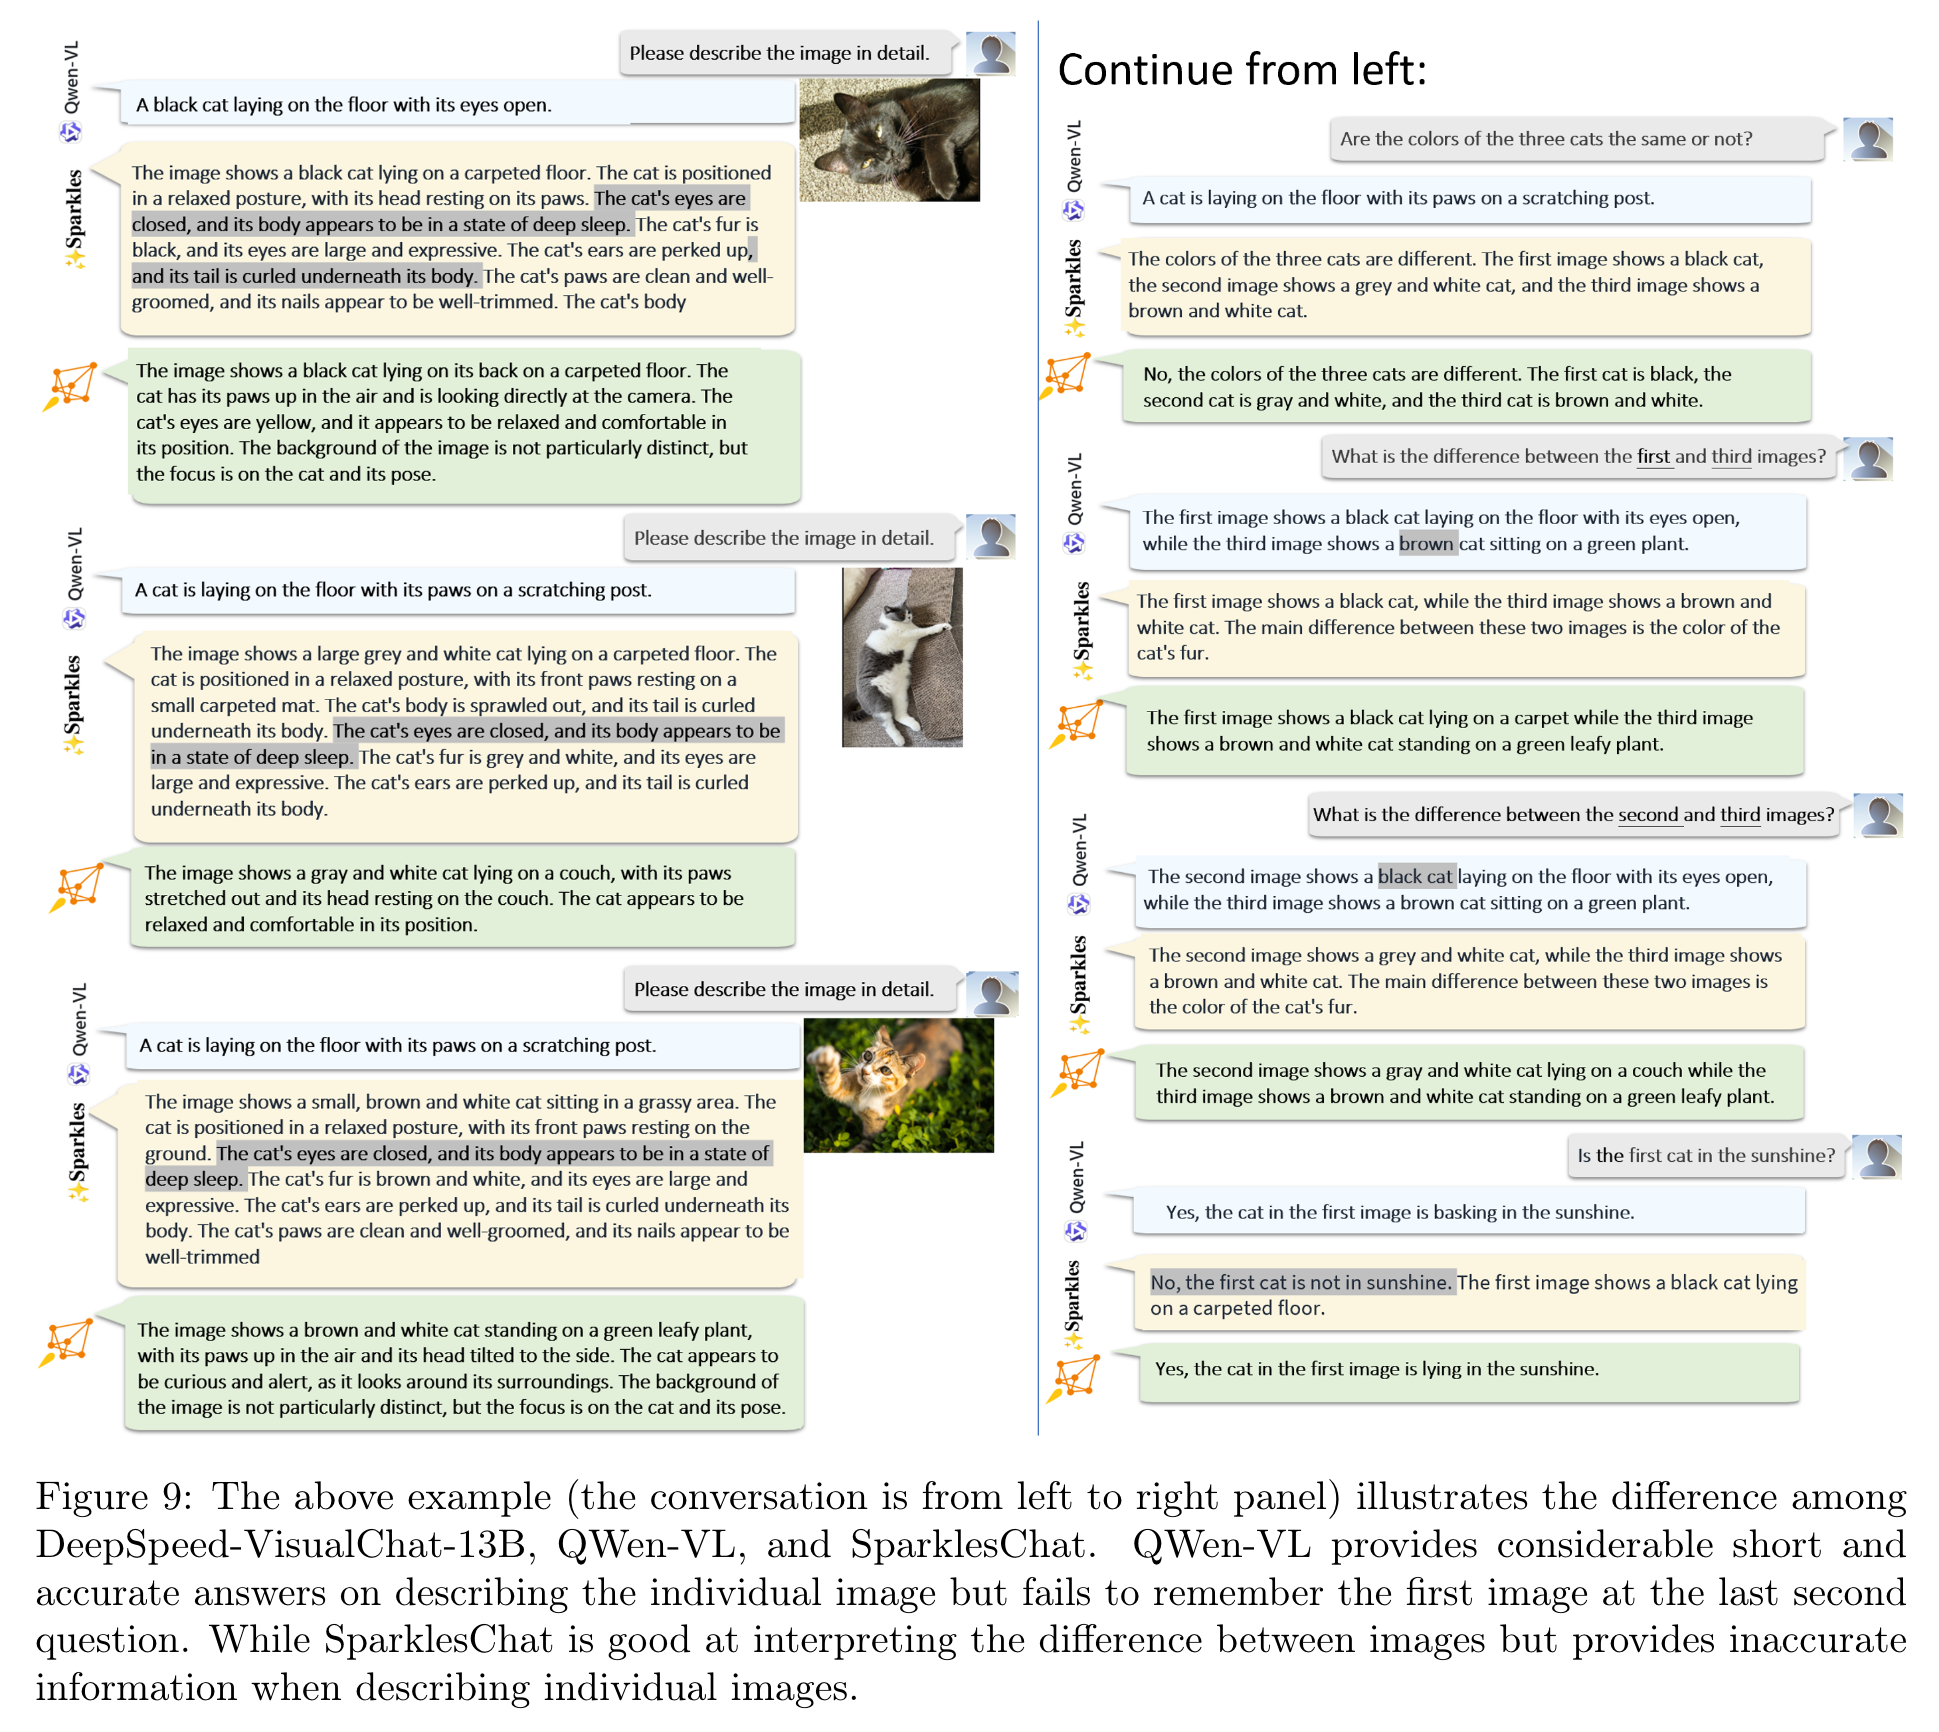 Please describe the image in detail.
Qwen-VL
A black cat laying on the floor with its eyes open.
Sparkles
The image shows a black cat lying on a carpeted floor. The cat is positioned
in a relaxed posture, with its head resting on its paws. The cat's eyes are
closed, and its body appears to be in a state of deep sleep. The cat's fur is
black, and its eyes are large and expressive. The cat's ears are perked up,
and its tail is curled underneath its body. The cat's paws are clean and well-
groomed, and its nails appear to be well-trimmed. The cat's body
The image shows a black cat lying on its back on a carpeted floor. The
cat has its paws up in the air and is looking directly at the camera. The
cat's eyes are yellow, and it appears to be relaxed and comfortable in
its position. The background of the image is not particularly distinct, but
the focus is on the cat and its pose.
Please describe the image in detail.
Qwen-VL
A cat is laying on the floor with its paws on a scratching post.
Sparkles
The image shows a large grey and white cat lying on a carpeted floor. The
cat is positioned in a relaxed posture, with its front paws resting on a
small carpeted mat. The cat's body is sprawled out, and its tail is curled
underneath its body. The cat's eyes are closed, and its body appears to be
in a state of deep sleep. The cat's fur is grey and white, and its eyes are
large and expressive. The cat's ears are perked up, and its tail is curled
underneath its body.
The image shows a gray and white cat lying on a couch, with its paws
stretched out and its head resting on the couch. The cat appears to be
relaxed and comfortable in its position.
Please describe the image in detail.
Qwen-VL
A cat is laying on the floor with its paws on a scratching post.
Sparkles
The image shows a small, brown and white cat sitting in a grassy area. The
cat is positioned in a relaxed posture, with its front paws resting on the
ground. The cat's eyes are closed, and its body appears to be in a state of
deep sleep. The cat's fur is brown and white, and its eyes are large and
expressive. The cat's ears are perked up, and its tail is curled underneath its
body. The cat's paws are clean and well-groomed, and its nails appear to be
well-trimmed
The image shows a brown and white cat standing on a green leafy plant,
with its paws up in the air and its head tilted to the side. The cat appears to
be curious and alert, as it looks around its surroundings. The background of
the image is not particularly distinct, but the focus is on the cat and its pose.
Continue from left:
Are the colors of the three cats the same or not?
Qwen-VL
A cat is laying on the floor with its paws on a scratching post.
Sparkles
The colors of the three cats are different. The first image shows a black cat,
the second image shows a grey and white cat, and the third image shows a
brown and white cat.
No, the colors of the three cats are different. The first cat is black, the
second cat is gray and white, and the third cat is brown and white.
What is the difference between the first and third images?
Qwen-VL
The first image shows a black cat laying on the floor with its eyes open,
while the third image shows a brown cat sitting on a green plant.
Sparkles
The first image shows a black cat, while the third image shows a brown and
white cat. The main difference between these two images is the color of the
cat's fur.
The first image shows a black cat lying on a carpet while the third image
shows a brown and white cat standing on a green leafy plant.
What is the difference between the second and third images?
Qwen-VL
The second image shows a black cat laying on the floor with its eyes open,
while the third image shows a brown cat sitting on a green plant.
Sparkles
The second image shows a grey and white cat, while the third image shows
a brown and white cat. The main difference between these two images is
the color of the cat's fur.
The second image shows a gray and white cat lying on a couch while the
third image shows a brown and white cat standing on a green leafy plant.
Is the first cat in the sunshine?
Qwen-VL
Yes, the cat in the first image is basking in the sunshine.
Sparkles
No, the first cat is not in sunshine. The first image shows a black cat lying
on a carpeted floor.
Yes, the cat in the first image is lying in the sunshine.
Figure 9: The above example (the conversation is from left to right panel) illustrates the difference among
DeepSpeed-VisualChat-13B, QWen-VL, and SparklesChat. QWen-VL provides considerable short and
accurate answers on describing the individual image but fails to remember the first image at the last second
question. While SparklesChat is good at interpreting the difference between images but provides inaccurate
information when describing individual images.